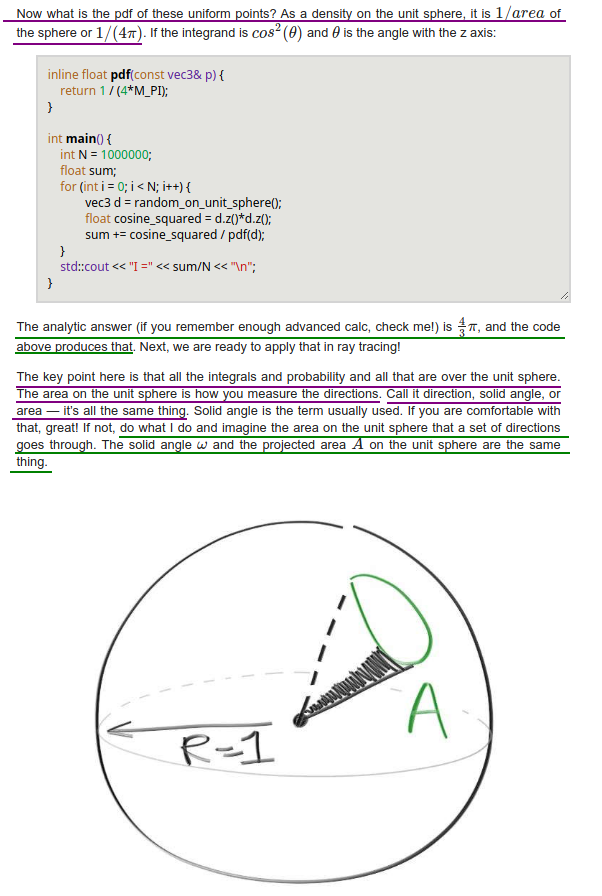 Now what is the pdf of these uniform points? As a density on the unit sphere, it is 1/area of
the sphere or 1/(4π). If the integrand is cos²(θ) and θ is the angle with the z axis:
inline float pdf(const vec3& p) {
return 1 / (4*M_PI);
}
int main() {
int N = 1000000;
float sum;
for (int i = 0; i < N; i++) {
vec3 d = random_on_unit_sphere();
float cosine_squared = d.z()*d.z();
sum += cosine_squared / pdf(d);
}
std::cout << "I =" << sum/N << "\n";
}
The analytic answer (if you remember enough advanced calc, check me!) is 4/3 π, and the code
above produces that. Next, we are ready to apply that in ray tracing!
The key point here is that all the integrals and probability and all that are over the unit sphere.
The area on the unit sphere is how you measure the directions. Call it direction, solid angle, or
area — it's all the same thing. Solid angle is the term usually used. If you are comfortable with
that, great! If not, do what I do and imagine the area on the unit sphere that a set of directions
goes through. The solid angle ω and the projected area A on the unit sphere are the same
thing.
A
R=1